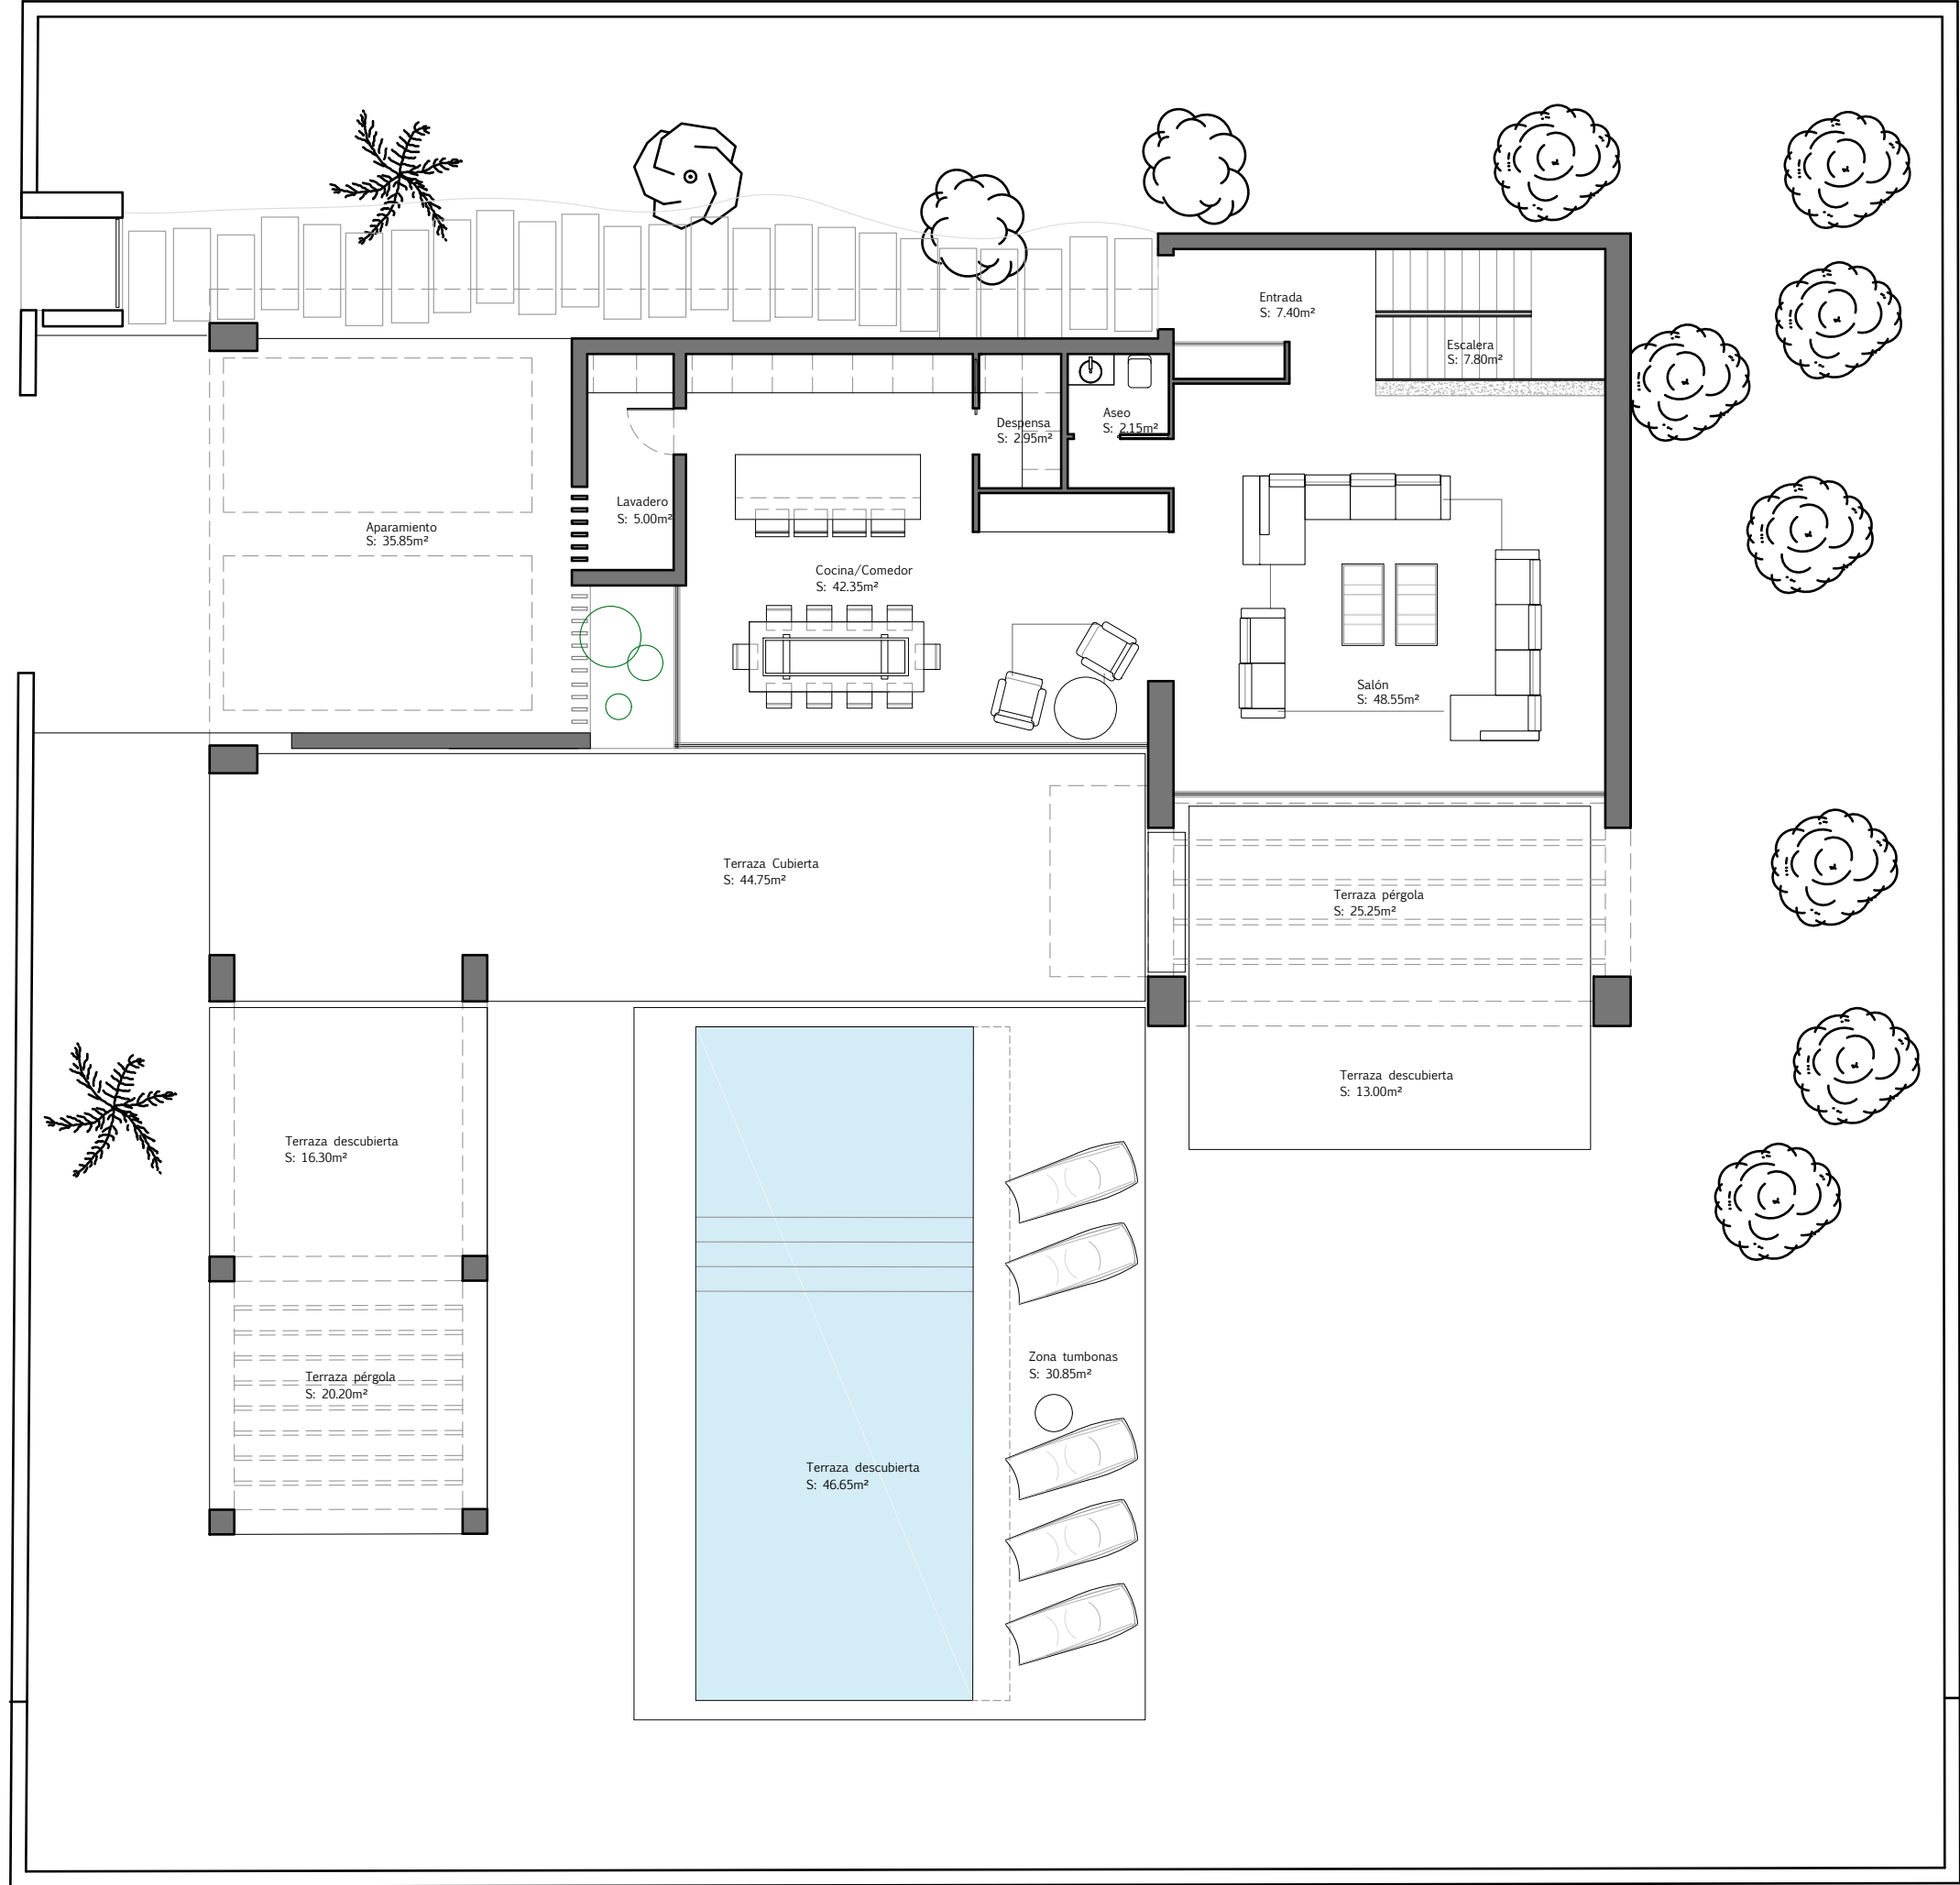 Entrada
S: 7.40m²
Escalera
S: 7.80m²
Despensa
S: 2.95m²
Aseo
S: 2.15m²
Lavadero
S: 5.00m²
Aparamiento
S: 35.85m²
Cocina/Comedor
S: 42.35m²
Salón
S: 48.55m²
Terraza Cubierta
S: 44.75m²
Terraza pérgola
S: 25.25m²
Terraza descubierta
S: 13.00m²
Terraza descubierta
S: 16.30m²
Zona tumbonas
S: 30.85m²
Terraza pérgola
S: 20.20m²
Terraza descubierta
S: 46.65m²